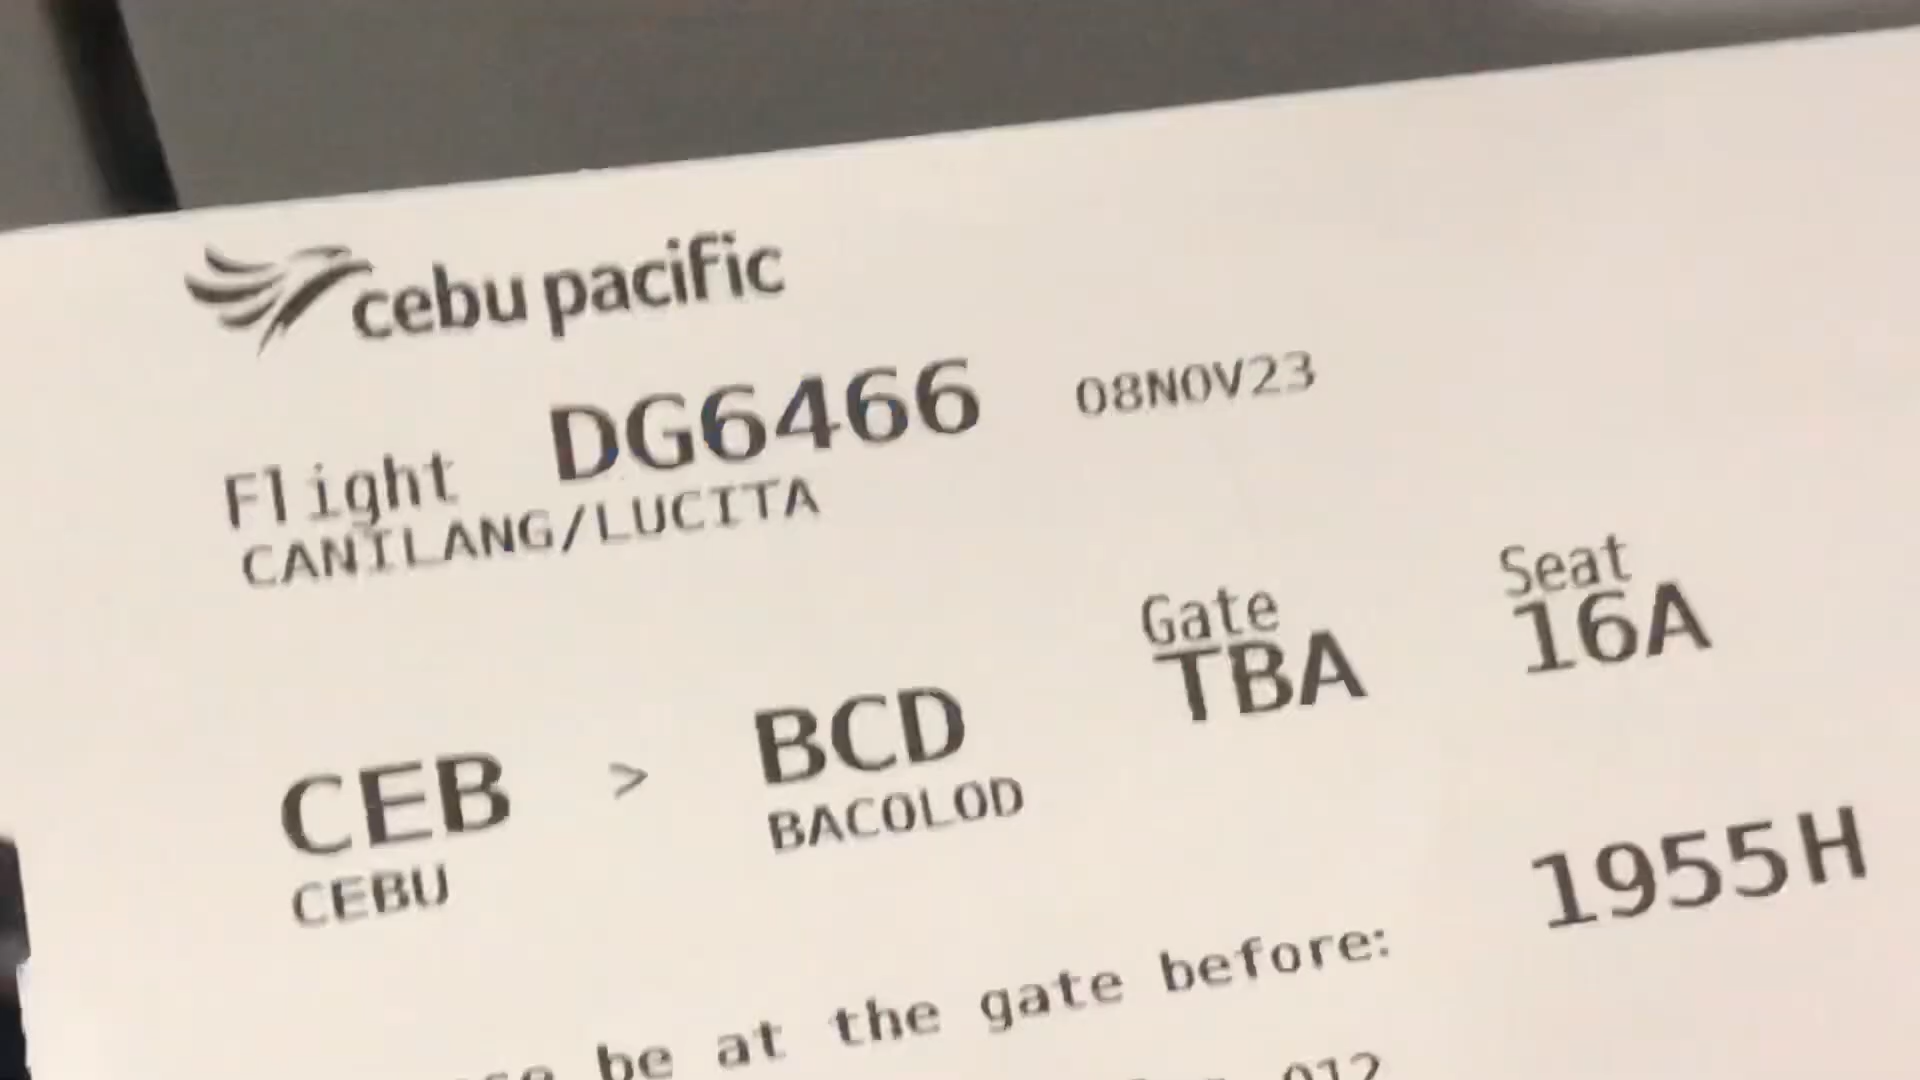 cebu pacific
Flight DG6466 08NOV23
CANILANG/LUCITA
Gate Seat
TBA 16A
CEB > BCD
CEBU BACOLOD
be at the gate before: 1955H
012